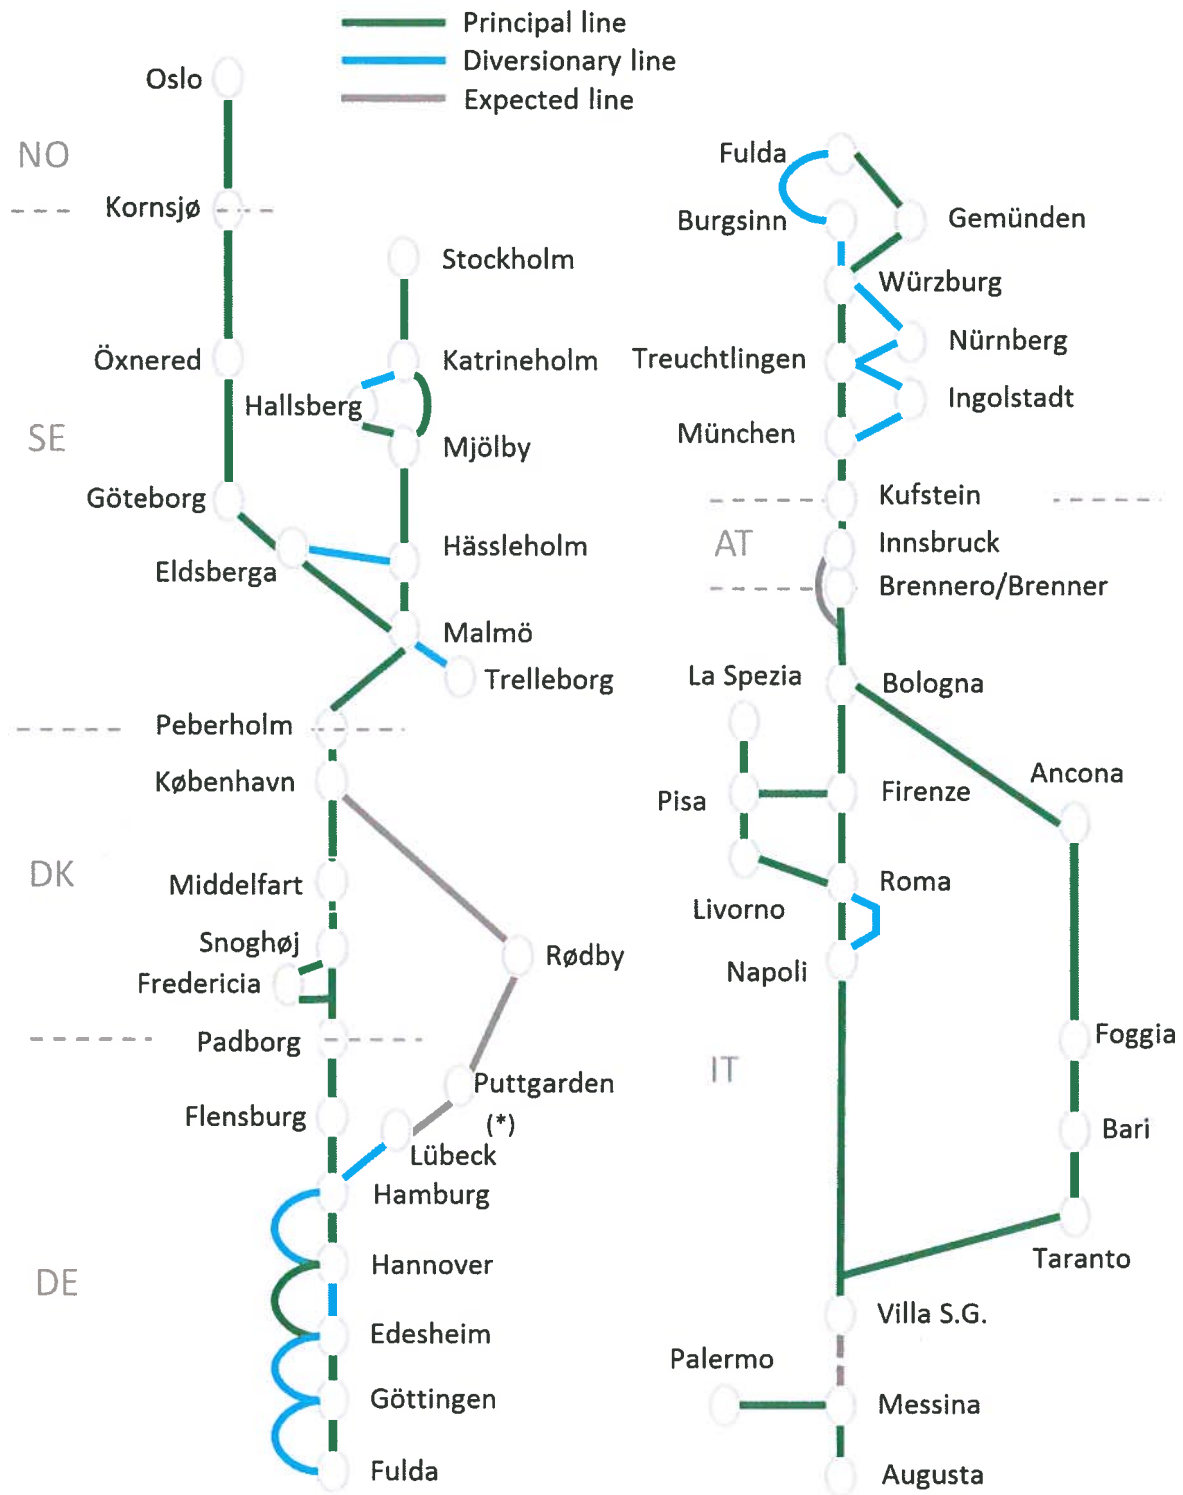 Principal line
Diversionary line
Expected line
Oslo
NO
Kornsjø
Stockholm
Öxnered
Katrineholm
Hallsberg
SE
Mjölby
Göteborg
Hässleholm
Eldsberga
Malmö
Trelleborg
Peberholm
København
DK
Middelfart
Snoghøj
Rødby
Fredericia
Padborg
Puttgarden
(*)
Flensburg
Lübeck
Hamburg
Hannover
DE
Edesheim
Göttingen
Fulda
Fulda
Burgsinn
Gemünden
Würzburg
Nürnberg
Treuchtlingen
Ingolstadt
München
Kufstein
AT
Innsbruck
Brennero/Brenner
La Spezia
Bologna
Ancona
Pisa
Firenze
Roma
Livorno
Napoli
Foggia
IT
Bari
Taranto
Villa S.G.
Palermo
Messina
Augusta